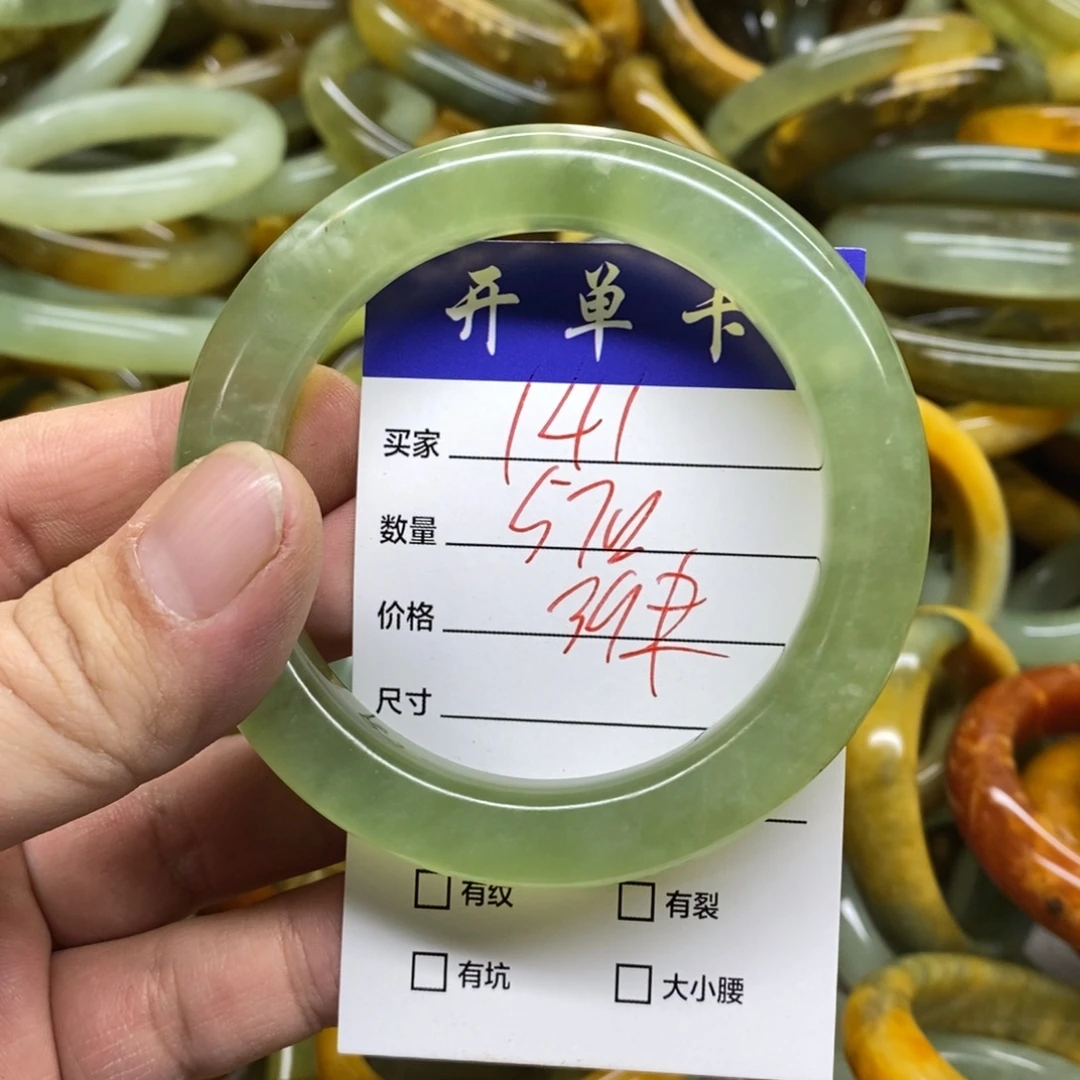 开单卡
买家 141
数量
价格
尺寸
有纹 有裂
有坑 大小腰